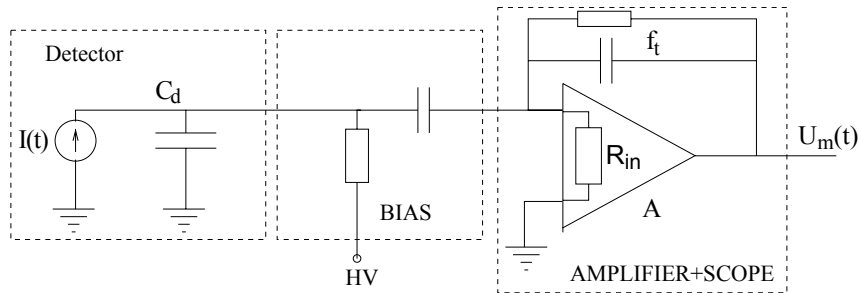 Detector
C_d
I(t)
BIAS
HV
f_t
R_in
A
U_m(t)
AMPLIFIER+SCOPE